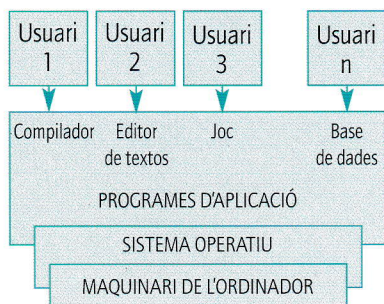 Usuari 1
Usuari 2
Usuari 3
Usuari n
Compilador
Editor de textos
Joc
Base de dades
PROGRAMES D'APLICACIÓ
SISTEMA OPERATIU
MAQUINARI DE L'ORDINADOR